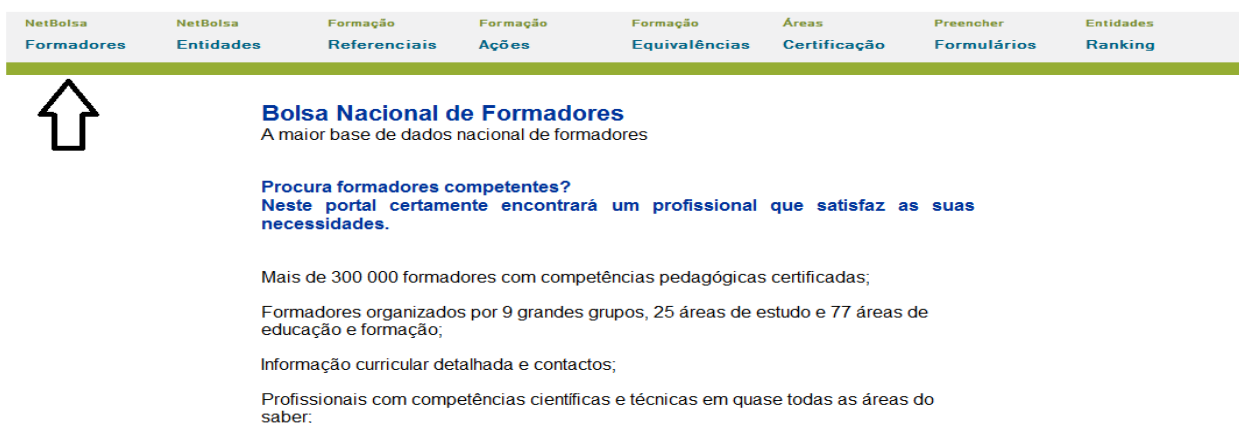 NetBolsa NetBolsa Formação Formação Formação Áreas Preencher Entidades
Formadores Entidades Referenciais Ações Equivalências Certificação Formulários Ranking
Bolsa Nacional de Formadores
A maior base de dados nacional de formadores
Procura formadores competentes?
Neste portal certamente encontrará um profissional que satisfaz as suas
necessidades.
Mais de 300 000 formadores com competências pedagógicas certificadas;
Formadores organizados por 9 grandes grupos, 25 áreas de estudo e 77 áreas de
educação e formação;
Informação curricular detalhada e contactos;
Profissionais com competências científicas e técnicas em quase todas as áreas do
saber;